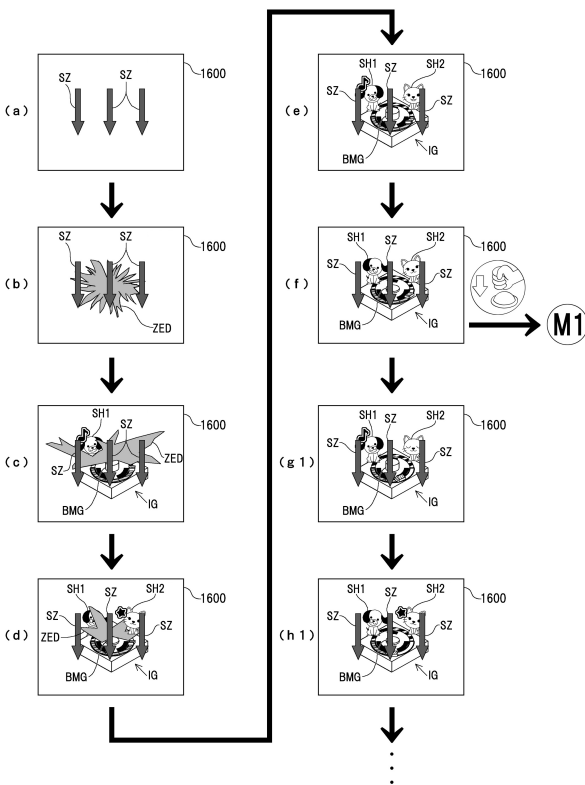 (a)
SZ
SZ
1600
(b)
SZ
SZ
1600
ZED
(c)
SH1
SZ
1600
ZED
SZ
BMG
IG
(d)
SH1
SZ
SH2
1600
SZ
ZED
SZ
BMG
IG
(e)
SH1
SZ
SH2
1600
SZ
SZ
BMG
IG
(f)
SH1
SZ
SH2
1600
SZ
SZ
BMG
IG
M1
(g1)
SH1
SZ
SH2
1600
SZ
SZ
BMG
IG
(h1)
SH1
SZ
SH2
1600
SZ
SZ
BMG
IG